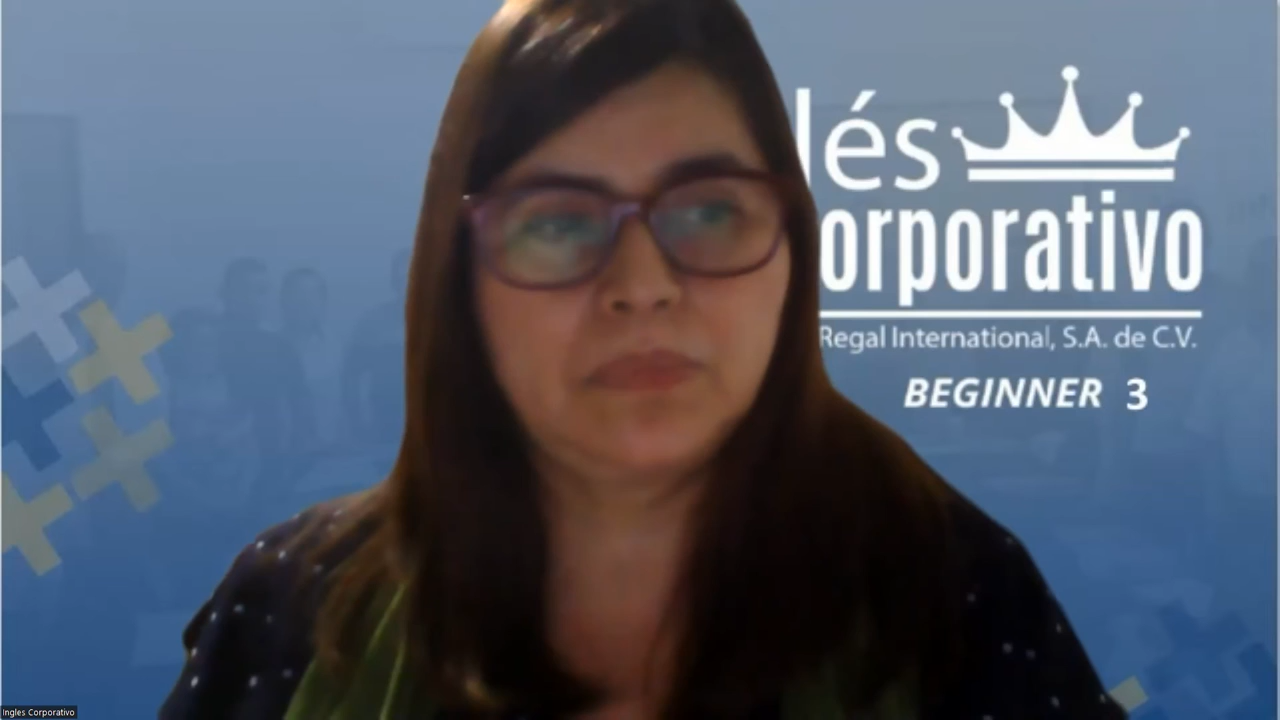 lés
orporativo
Regal International, S.A. de C.V.
BEGINNER 3
Ingles Corporativo